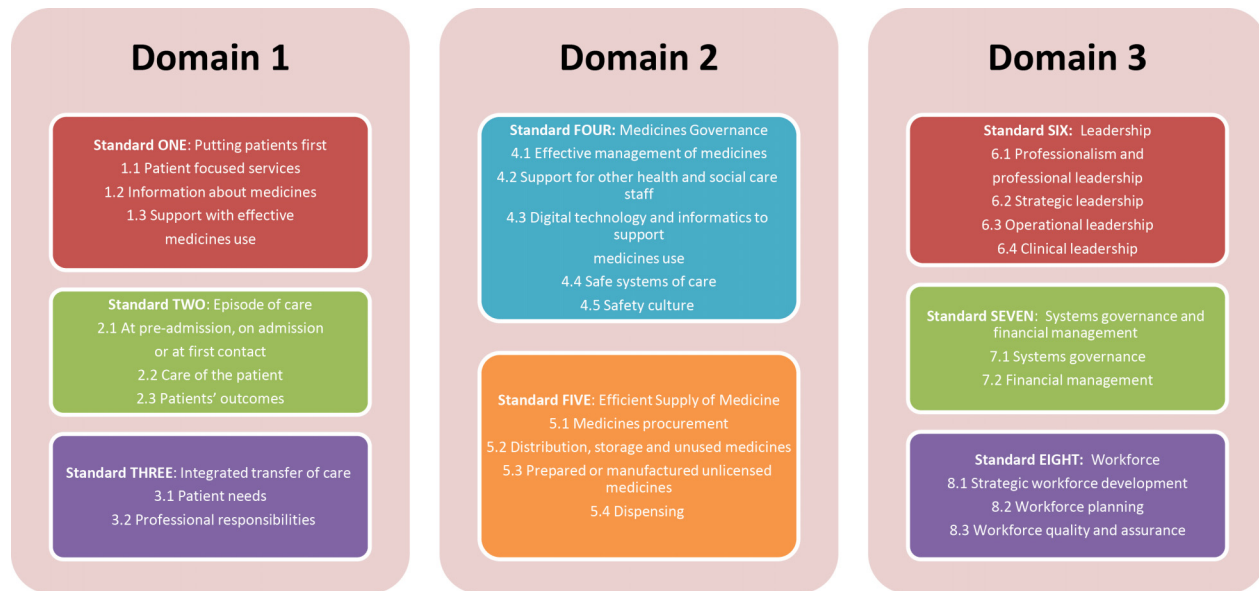 Domain 1
Standard ONE: Putting patients first
1.1 Patient focused services
1.2 Information about medicines
1.3 Support with effective
medicines use
Standard TWO: Episode of care
2.1 At pre-admission, on admission
or at first contact
2.2 Care of the patient
2.3 Patients’ outcomes
Standard THREE: Integrated transfer of care
3.1 Patient needs
3.2 Professional responsibilities
Domain 2
Standard FOUR: Medicines Governance
4.1 Effective management of medicines
4.2 Support for other health and social care
staff
4.3 Digital technology and informatics to
support
medicines use
4.4 Safe systems of care
4.5 Safety culture
Standard FIVE: Efficient Supply of Medicine
5.1 Medicines procurement
5.2 Distribution, storage and unused medicines
5.3 Prepared or manufactured unlicensed
medicines
5.4 Dispensing
Domain 3
Standard SIX: Leadership
6.1 Professionalism and
professional leadership
6.2 Strategic leadership
6.3 Operational leadership
6.4 Clinical leadership
Standard SEVEN: Systems governance and
financial management
7.1 Systems governance
7.2 Financial management
Standard EIGHT: Workforce
8.1 Strategic workforce development
8.2 Workforce planning
8.3 Workforce quality and assurance